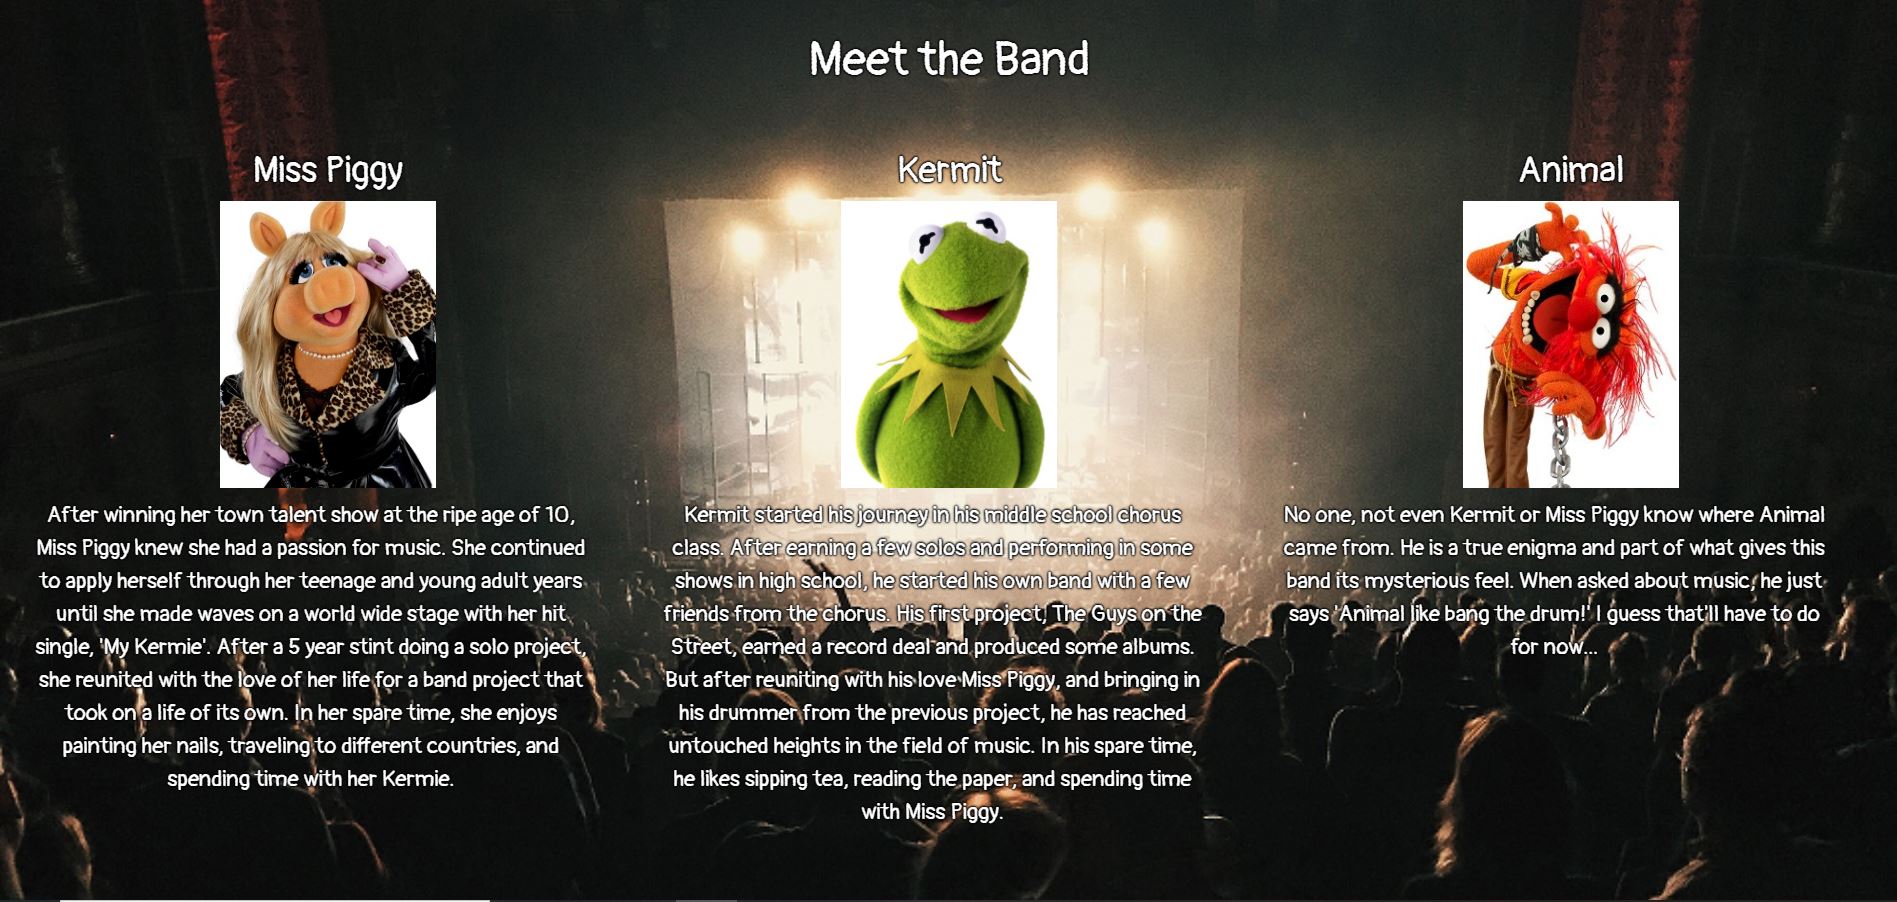 Meet the Band
Miss Piggy
After winning her town talent show at the ripe age of 10,
Miss Piggy knew she had a passion for music. She continued
to apply herself through her teenage and young adult years
until she made waves on a world wide stage with her hit
single, 'My Kermie'. After a 5 year stint doing a solo project,
she reunited with the love of her life for a band project that
took on a life of its own. In her spare time, she enjoys
painting her nails, traveling to different countries, and
spending time with her Kermie.
Kermit
Kermit started his journey in his middle school chorus
class. After earning a few solos and performing in some
shows in high school, he started his own band with a few
friends from the chorus. His first project, The Guys on the
Street, earned a record deal and produced some albums.
But after reuniting with his love Miss Piggy, and bringing in
his drummer from the previous project, he has reached
untouched heights in the field of music. In his spare time,
he likes sipping tea, reading the paper, and spending time
with Miss Piggy.
Animal
No one, not even Kermit or Miss Piggy know where Animal
came from. He is a true enigma and part of what gives this
band its mysterious feel. When asked about music, he just
says 'Animal like bang the drum!' I guess that'll have to do
for now...